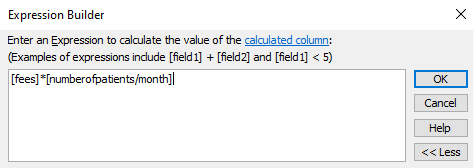 Expression Builder
Enter an Expression to calculate the value of the calculated column:
(Examples of expressions include [field1] + [field2] and [field1] < 5)
[fees]*[numberofpatients/month]
OK
Cancel
Help
<< Less